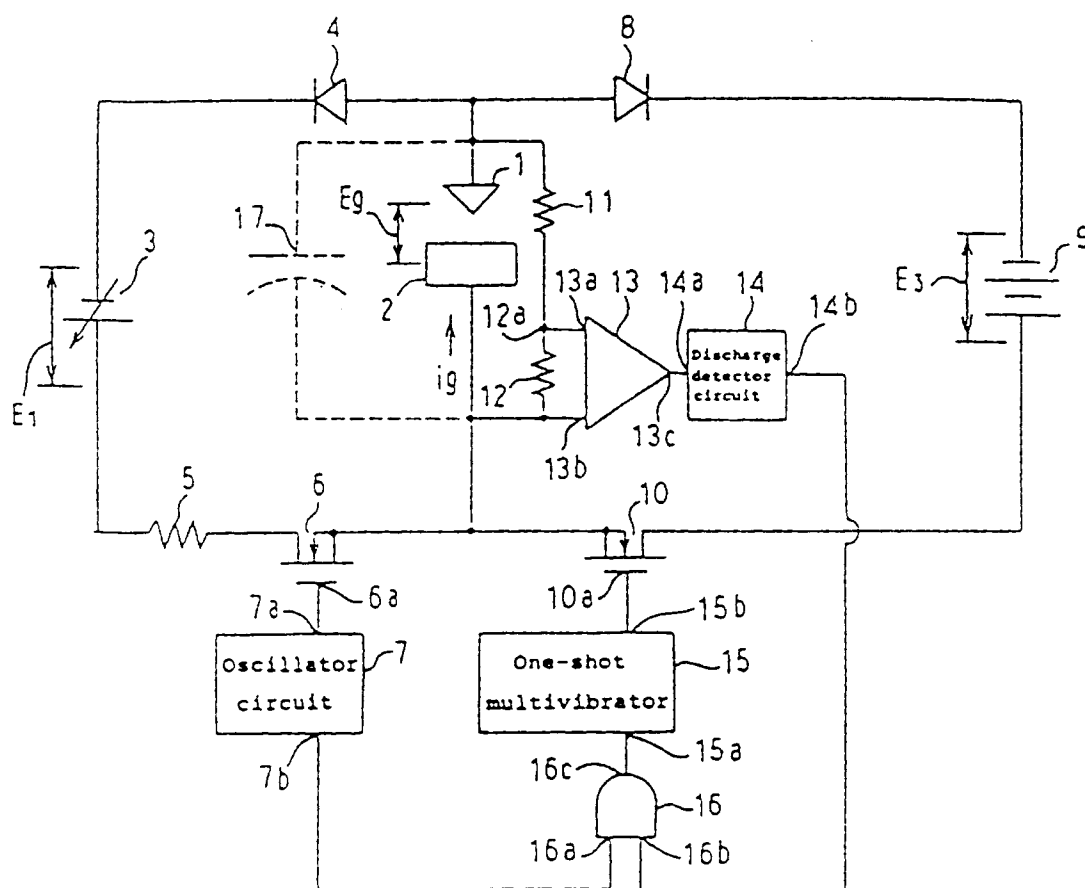 4
8
1
Eg
11
17
3
9
E3
2
13a
13
14a
14
14b
12a
Discharge
detector
circuit
ig
12
E1
13c
13b
5
6
10
6a
10a
7a
15b
7
Oscillator
circuit
One-shot
multivibrator
15
7b
15a
16c
16
16a
16b